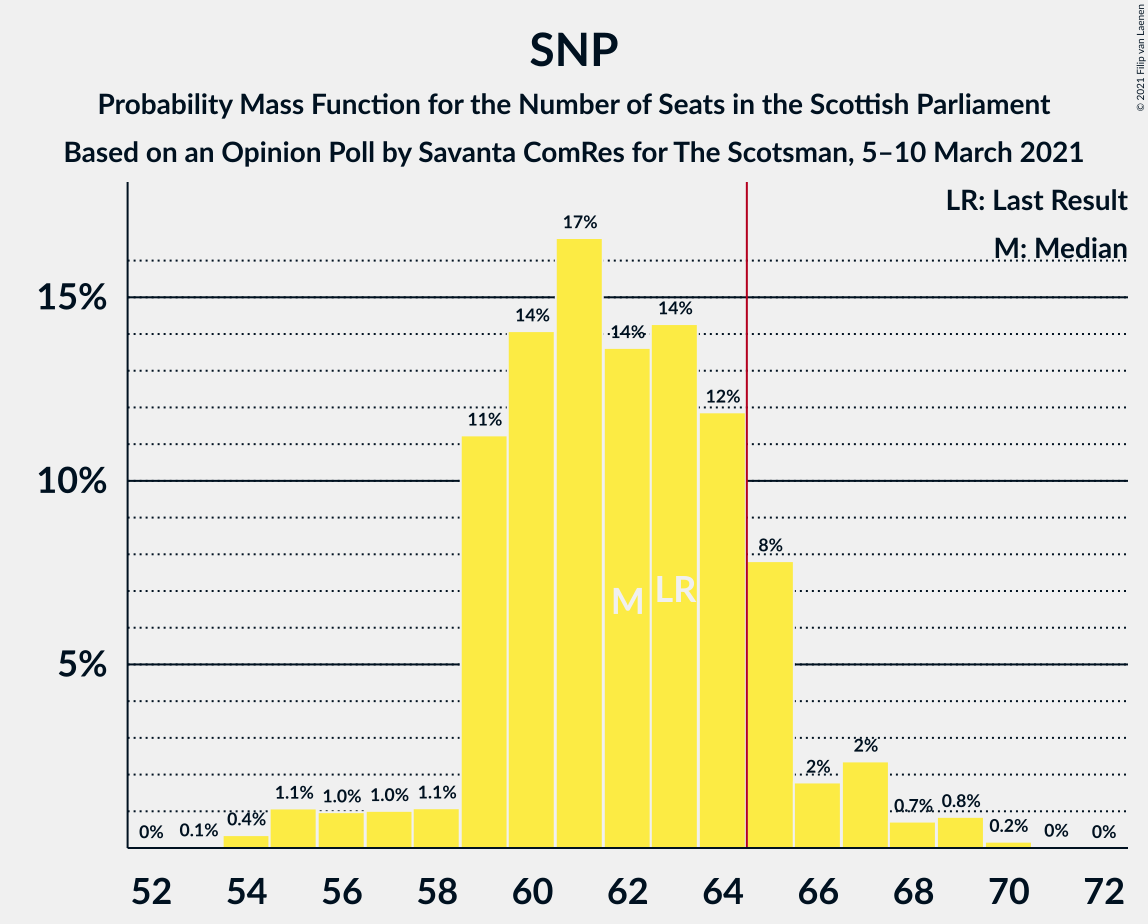 SNP
Probability Mass Function for the Number of Seats in the Scottish Parliament
Based on an Opinion Poll by Savanta ComRes for The Scotsman, 5–10 March 2021
© 2021 Filip van Laenen
LR: Last Result
M: Median
15%
10%
5%
0%
0.1%
0.4%
1.1%
1.0%
1.0%
1.1%
11%
14%
17%
14%
14%
12%
8%
2%
2%
0.7%
0.8%
0.2%
0%
0%
M
LR
52 54 56 58 60 62 64 66 68 70 72